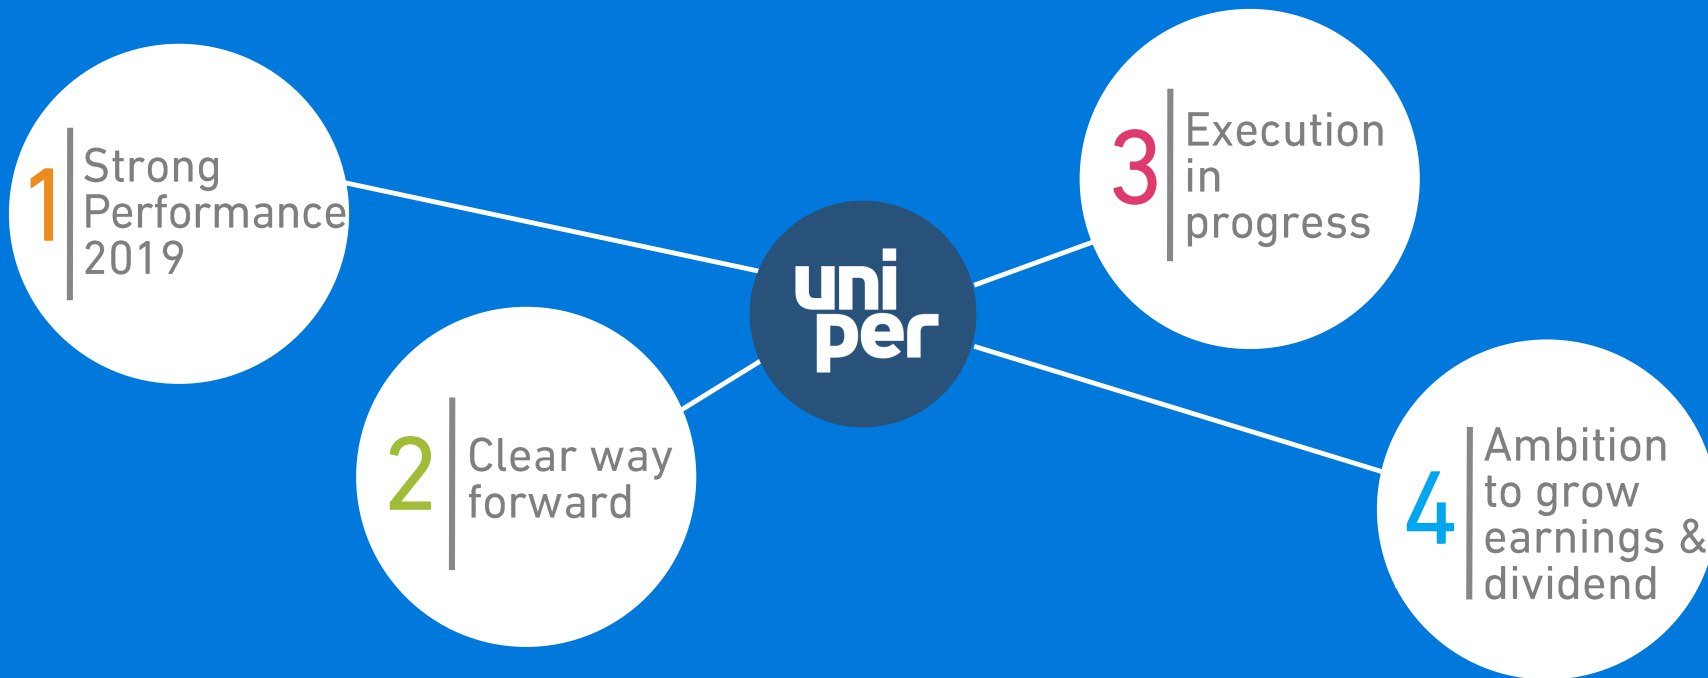 1
Strong
Performance
2019
2
Clear way
forward
uni
per
3
Execution
in
progress
4
Ambition
to grow
earnings &
dividend